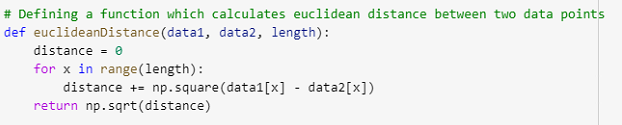 # Defining a function which calculates euclidean distance between two data points
def euclideanDistance(data1, data2, length):
    distance = 0
    for x in range(length):
        distance += np.square(data1[x] - data2[x])
    return np.sqrt(distance)